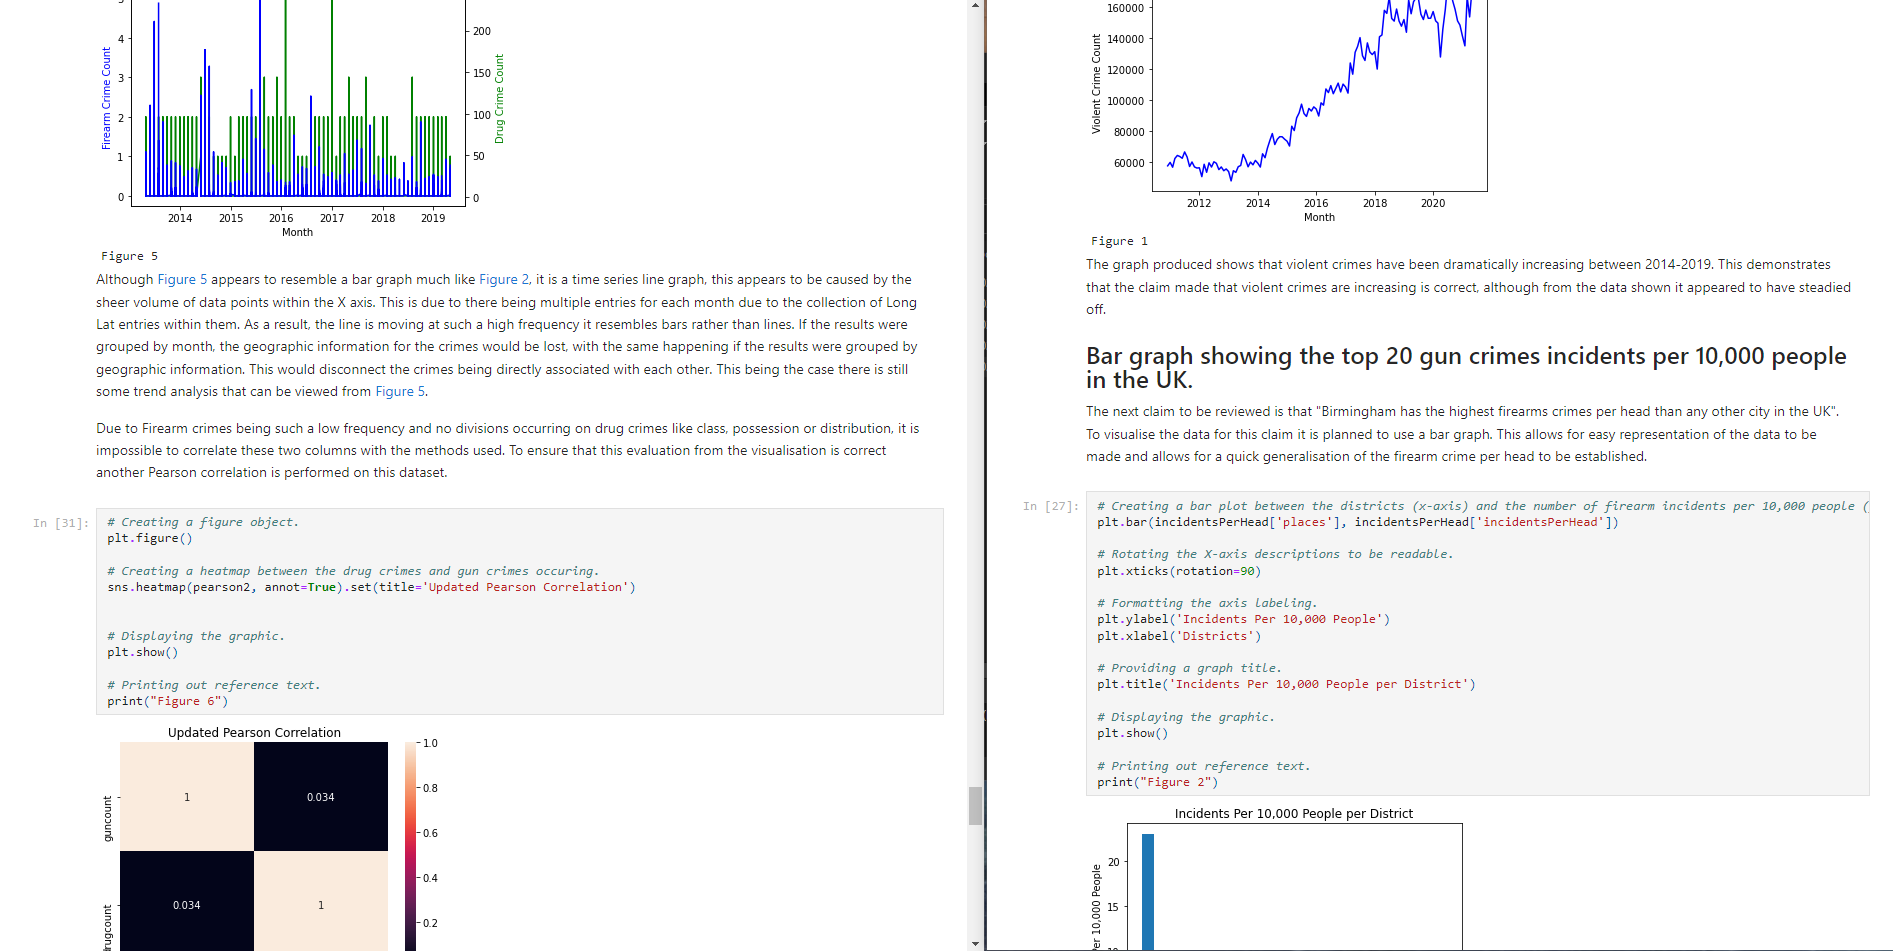 5
4
3
2
1
0
Firearm Crime Count
200
150
100
50
0
Drug Crime Count
2014 2015 2016 2017 2018 2019
Month
Figure 5
Although Figure 5 appears to resemble a bar graph much like Figure 2, it is a time series line graph, this appears to be caused by the
sheer volume of data points within the X axis. This is due to there being multiple entries for each month due to the collection of Long
Lat entries within them. As a result, the line is moving at such a high frequency it resembles bars rather than lines. If the results were
grouped by month, the geographic information for the crimes would be lost, with the same happening if the results were grouped by
geographic information. This would disconnect the crimes being directly associated with each other. This being the case there is still
some trend analysis that can be viewed from Figure 5.
Due to Firearm crimes being such a low frequency and no divisions occurring on drug crimes like class, possession or distribution, it is
impossible to correlate these two columns with the methods used. To ensure that this evaluation from the visualisation is correct
another Pearson correlation is performed on this dataset.
In [31]:
# Creating a figure object.
plt.figure()
# Creating a heatmap between the drug crimes and gun crimes occuring.
sns.heatmap(pearson2, annot=True).set(title='Updated Pearson Correlation')
# Displaying the graphic.
plt.show()
# Printing out reference text.
print("Figure 6")
Updated Pearson Correlation
1 0.034
0.034 1
guncount
drugcount
1.0
0.8
0.6
0.4
0.2
160000
140000
120000
100000
80000
60000
Violent Crime Count
2012 2014 2016 2018 2020
Month
Figure 1
The graph produced shows that violent crimes have been dramatically increasing between 2014-2019. This demonstrates
that the claim made that violent crimes are increasing is correct, although from the data shown it appeared to have steadied
off.
Bar graph showing the top 20 gun crimes incidents per 10,000 people
in the UK.
The next claim to be reviewed is that "Birmingham has the highest firearms crimes per head than any other city in the UK".
To visualise the data for this claim it is planned to use a bar graph. This allows for easy representation of the data to be
made and allows for a quick generalisation of the firearm crime per head to be established.
In [27]:
# Creating a bar plot between the districts (x-axis) and the number of firearm incidents per 10,000 people (
plt.bar(incidentsPerHead['places'], incidentsPerHead['incidentsPerHead'])
# Rotating the X-axis descriptions to be readable.
plt.xticks(rotation=90)
# Formatting the axis labeling.
plt.ylabel('Incidents Per 10,000 People')
plt.xlabel('Districts')
# Providing a graph title.
plt.title('Incidents Per 10,000 People per District')
# Displaying the graphic.
plt.show()
# Printing out reference text.
print("Figure 2")
Incidents Per 10,000 People per District
20
15
10
Per 10,000 People